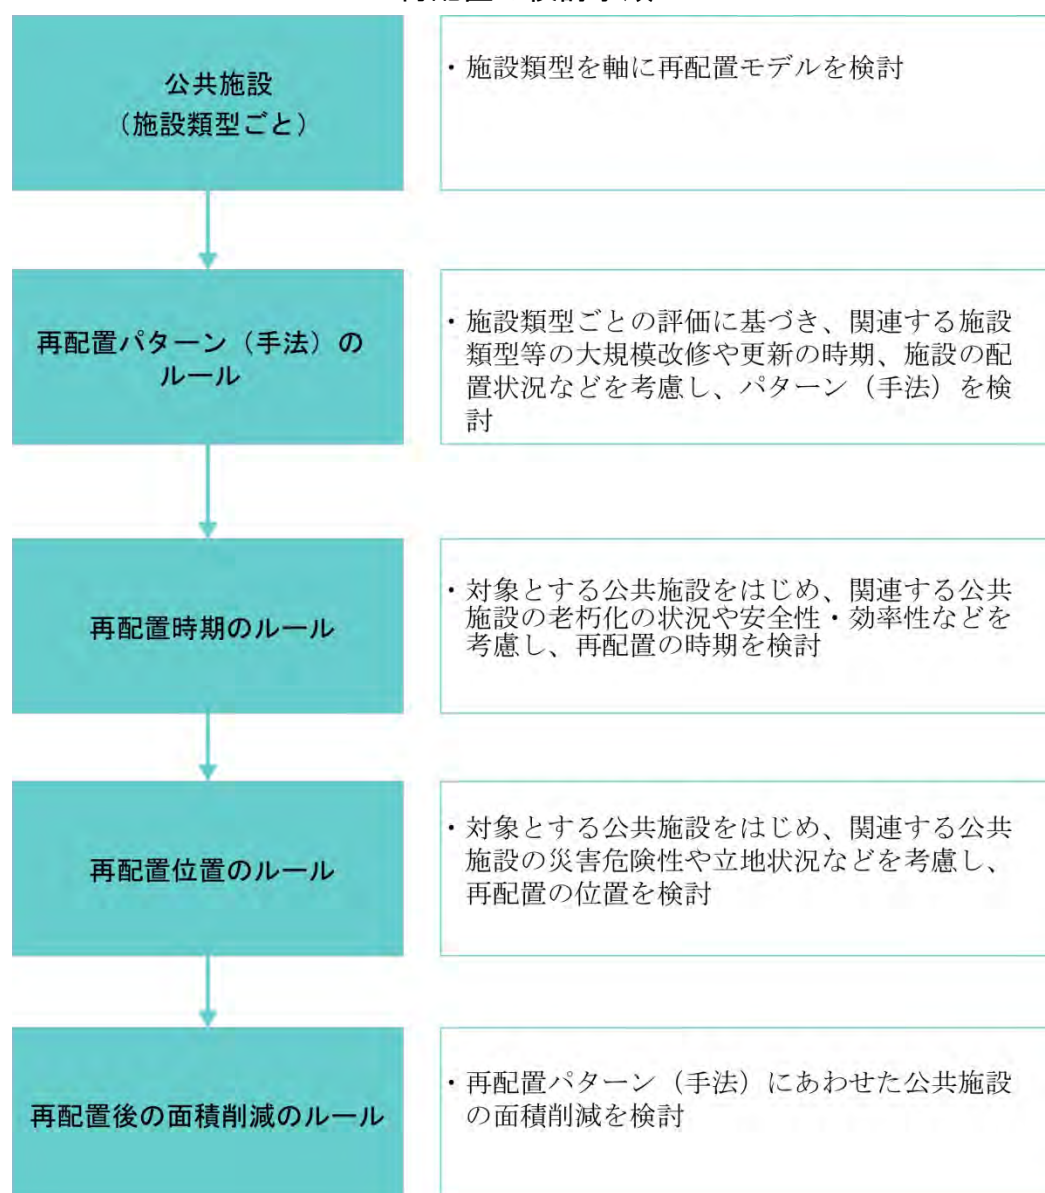 公共施設
（施設類型ごと）
・施設類型を軸に再配置モデルを検討
再配置パターン（手法）の
ルール
・施設類型ごとの評価に基づき、関連する施設
類型等の大規模改修や更新の時期、施設の配
置状況などを考慮し、パターン（手法）を検
討
再配置時期のルール
・対象とする公共施設をはじめ、関連する公共
施設の老朽化の状況や安全性・効率性などを
考慮し、再配置の時期を検討
再配置位置のルール
・対象とする公共施設をはじめ、関連する公共
施設の災害危険性や立地状況などを考慮し、
再配置の位置を検討
再配置後の面積削減のルール
・再配置パターン（手法）にあわせた公共施設
の面積削減を検討